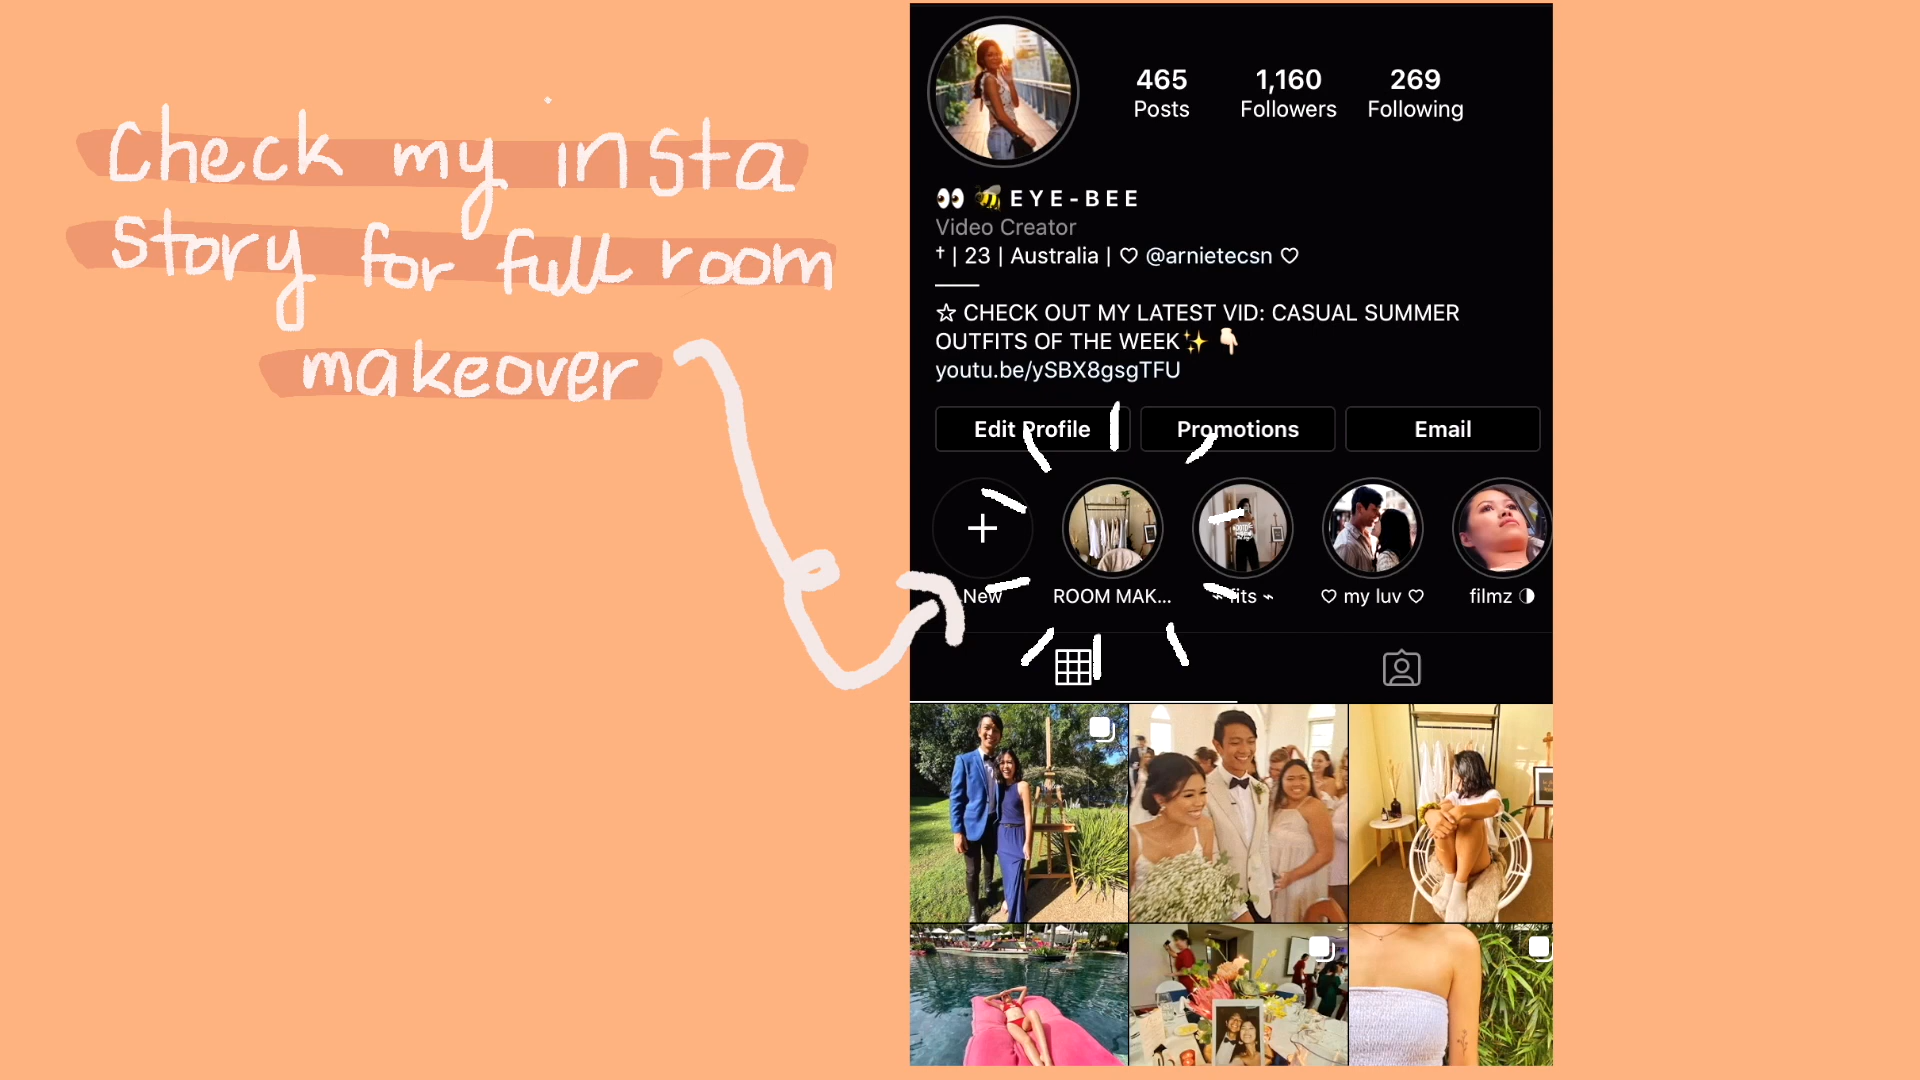 check my insta
story for full room
makeover
465 1,160 269
Posts Followers Following
👀 🐝 E Y E - B E E
Video Creator
† | 23 | Australia | ♡ @arnietecsn ♡
☆ CHECK OUT MY LATEST VID: CASUAL SUMMER
OUTFITS OF THE WEEK✨ 👇🏻
youtu.be/ySBX8gsgTFU
Edit Profile Promotions Email
New ROOM MAK... ⌁ fits ⌁ ♡ my luv ♡ filmz ◑